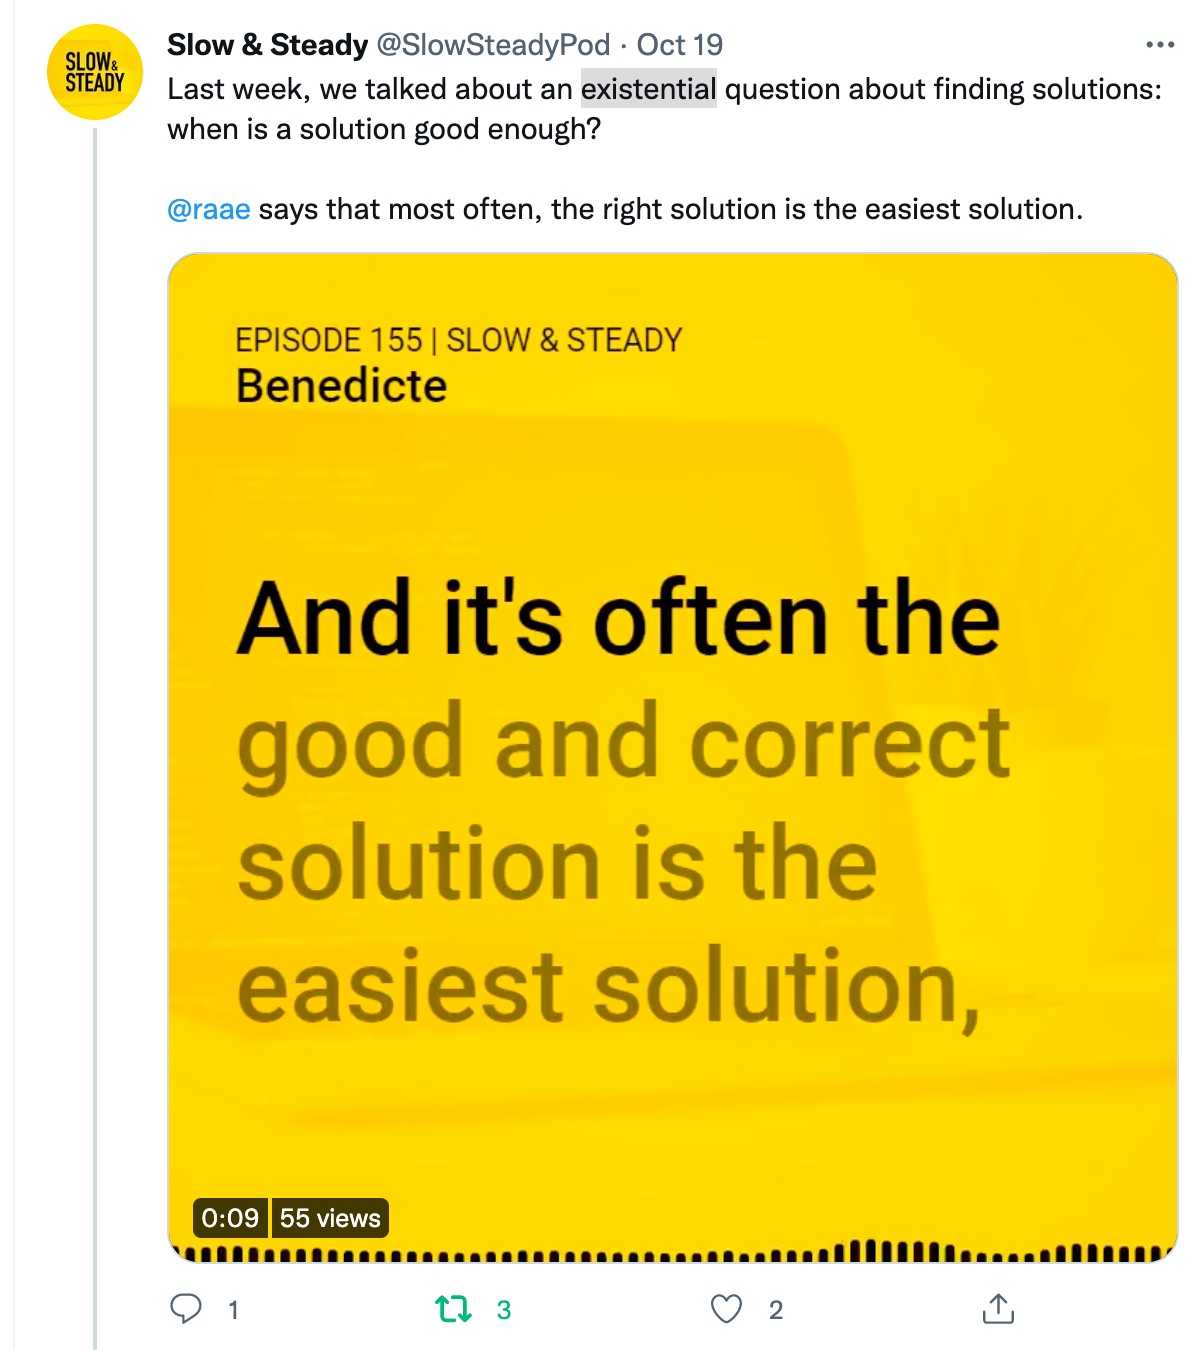 SLOW&
STEADY
Slow & Steady @SlowSteadyPod · Oct 19
Last week, we talked about an existential question about finding solutions:
when is a solution good enough?
@raae says that most often, the right solution is the easiest solution.
EPISODE 155 | SLOW & STEADY
Benedicte
And it's often the
good and correct
solution is the
easiest solution,
0:09 55 views
1 3 2